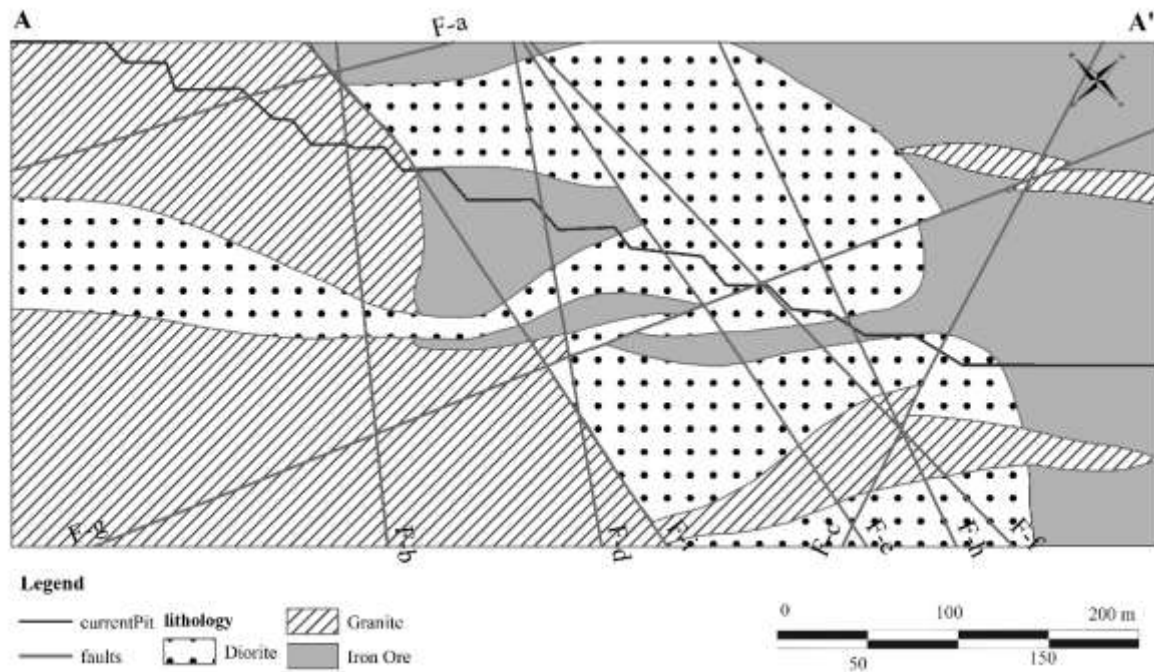 A
A'
F-a
F-g
F-b
F-d
F-h
Legend
currentPit
lithology
Granite
faults
Diorite
Iron Ore
0 100 200 m
50 150